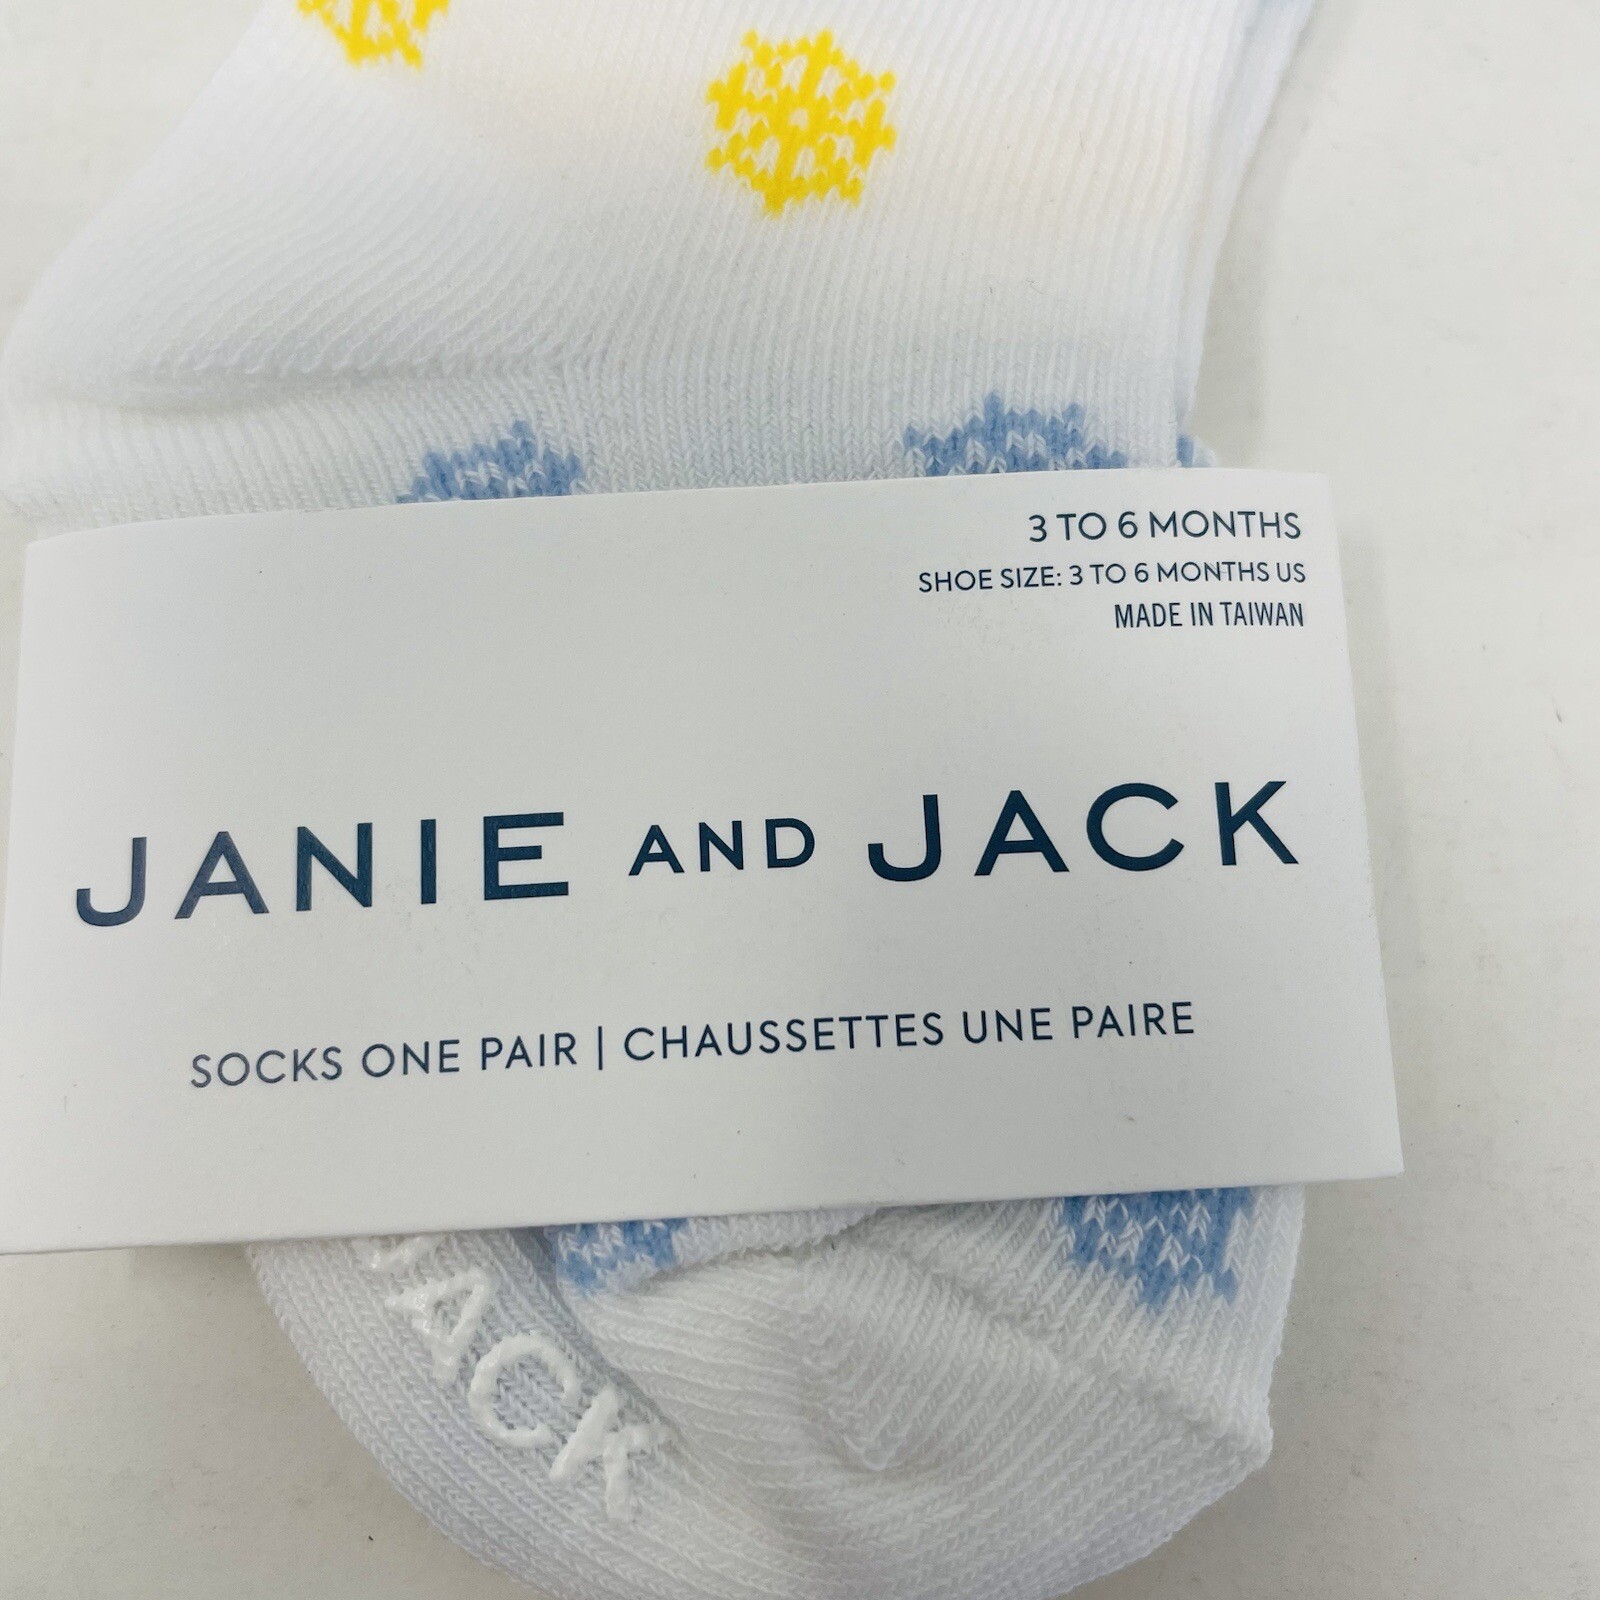 3 TO 6 MONTHS
SHOE SIZE: 3 TO 6 MONTHS US
MADE IN TAIWAN
JANIE AND JACK
SOCKS ONE PAIR | CHAUSSETTES UNE PAIRE
JACK